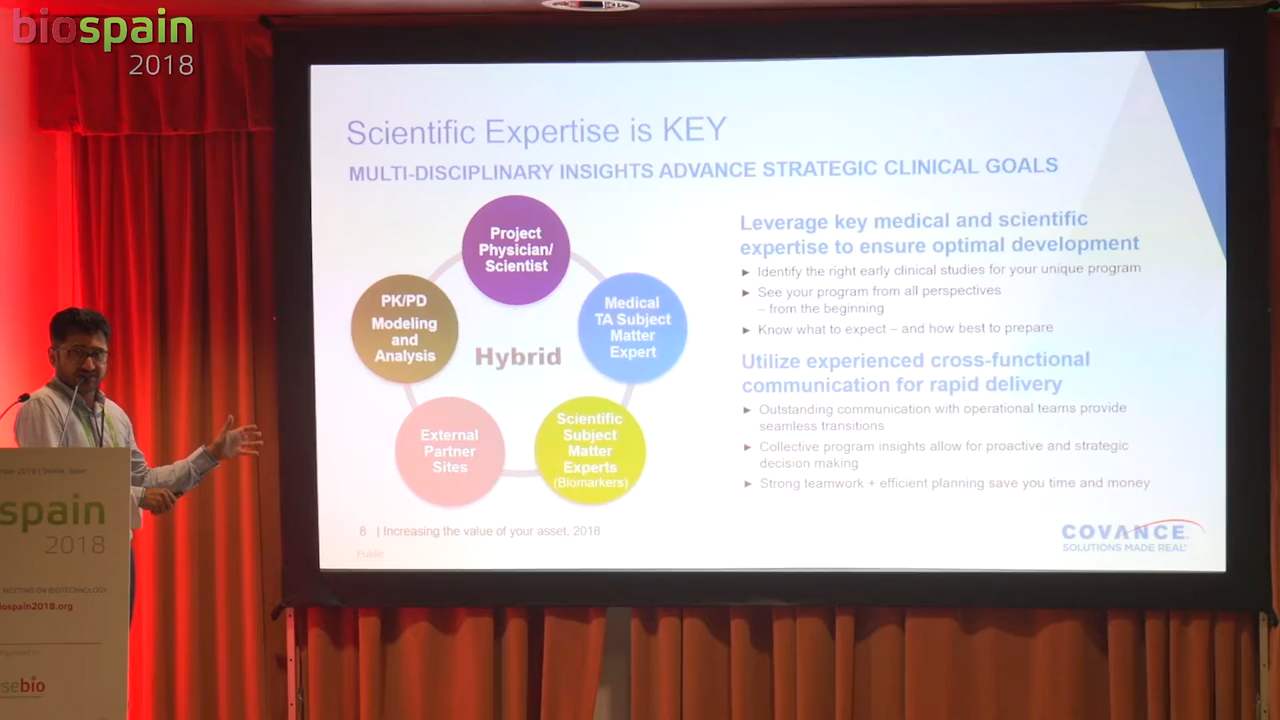 biospain
2018
Scientific Expertise is KEY
MULTI-DISCIPLINARY INSIGHTS ADVANCE STRATEGIC CLINICAL GOALS
Project
Physician/
Scientist
Medical
TA Subject
Matter
Expert
Scientific
Subject
Matter
Experts
(Biomarkers)
External
Partner
Sites
PK/PD
Modeling
and
Analysis
Hybrid
Leverage key medical and scientific
expertise to ensure optimal development
► Identify the right early clinical studies for your unique program
► See your program from all perspectives
– from the beginning
► Know what to expect – and how best to prepare
Utilize experienced cross-functional
communication for rapid delivery
► Outstanding communication with operational teams provide
seamless transitions
► Collective program insights allow for proactive and strategic
decision making
► Strong teamwork + efficient planning save you time and money
8 | Increasing the value of your asset, 2018
Public
COVANCE
SOLUTIONS MADE REAL
spain
2018
MEETING ON BIOTECHNOLOGY
iospain2018.org
sebio